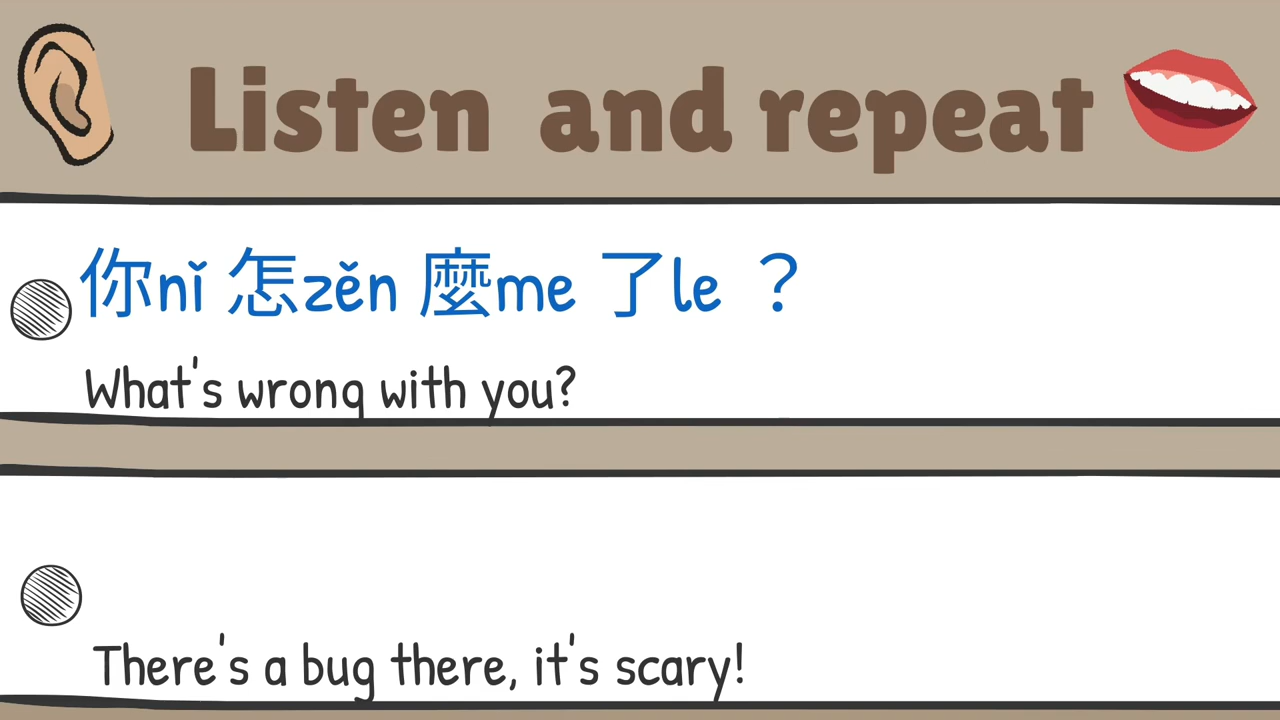 Listen and repeat
你nǐ 怎zěn 麼me 了le ？
What's wrong with you?
There's a bug there, it's scary!